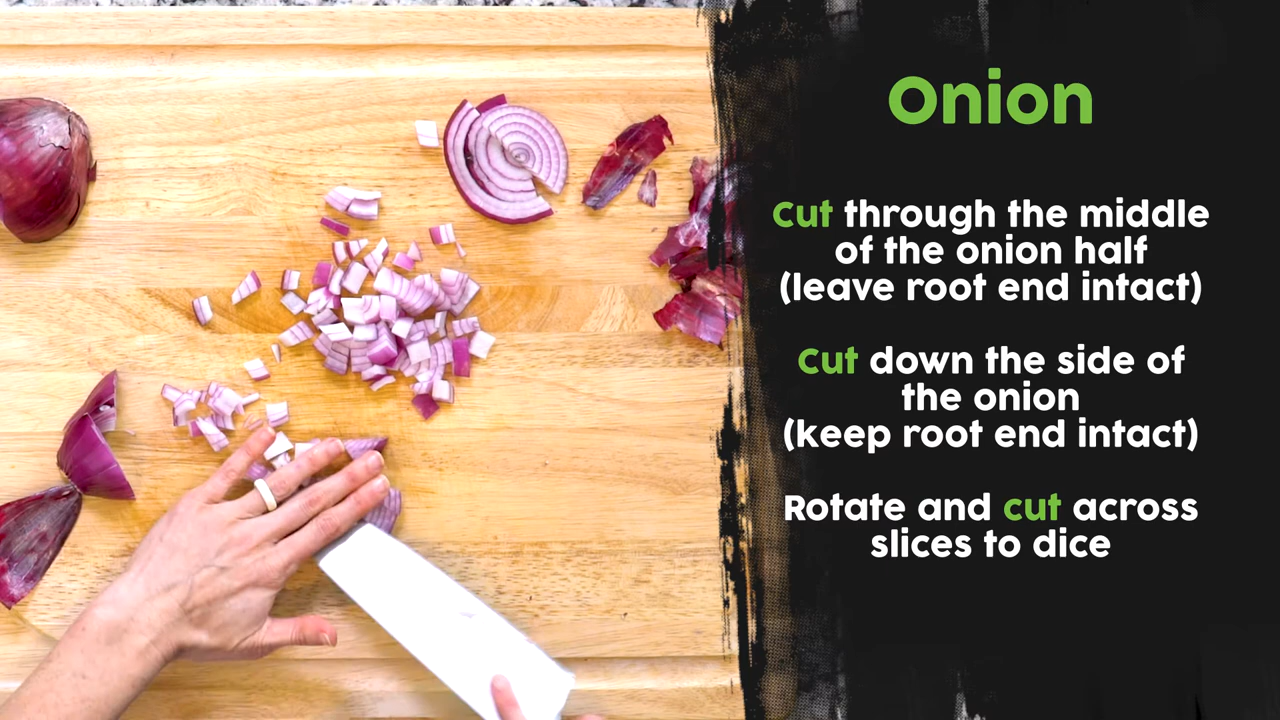 Onion
Cut through the middle
of the onion half
(leave root end intact)
Cut down the side of
the onion
(keep root end intact)
Rotate and cut across
slices to dice